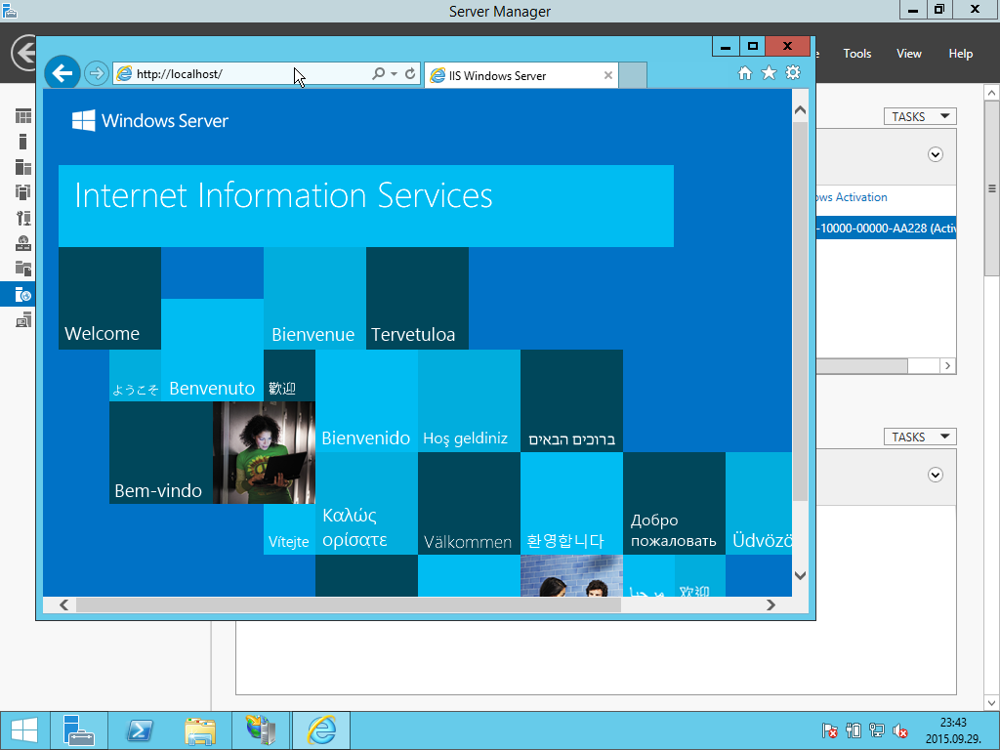 Server Manager
Tools View Help
http://localhost/
IIS Windows Server
Windows Server
TASKS
Internet Information Services
ows Activation
-10000-00000-AA228 (Activ
Welcome
Bienvenue
Tervetuloa
ようこそ
Benvenuto
歡迎
Bienvenido
Hoş geldiniz
ברוכים הבאים
TASKS
Bem-vindo
Vítejte
Καλώς
ορίσατε
Välkommen
환영합니다
Добро
пожаловать
Üdvözö
欢迎
23:43
2015.09.29.